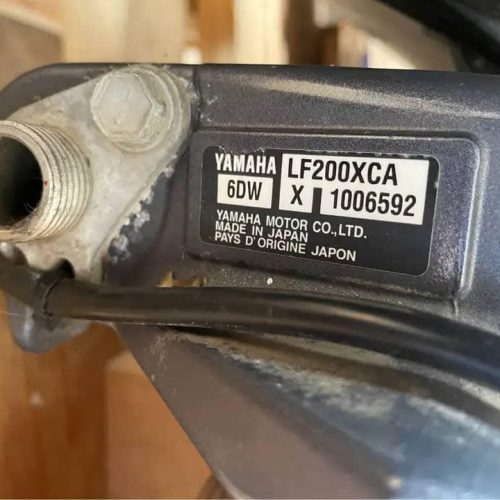 YAMAHA LF200XCA
6DW X 1006592
YAMAHA MOTOR CO.,LTD.
MADE IN JAPAN
PAYS D'ORIGINE JAPON